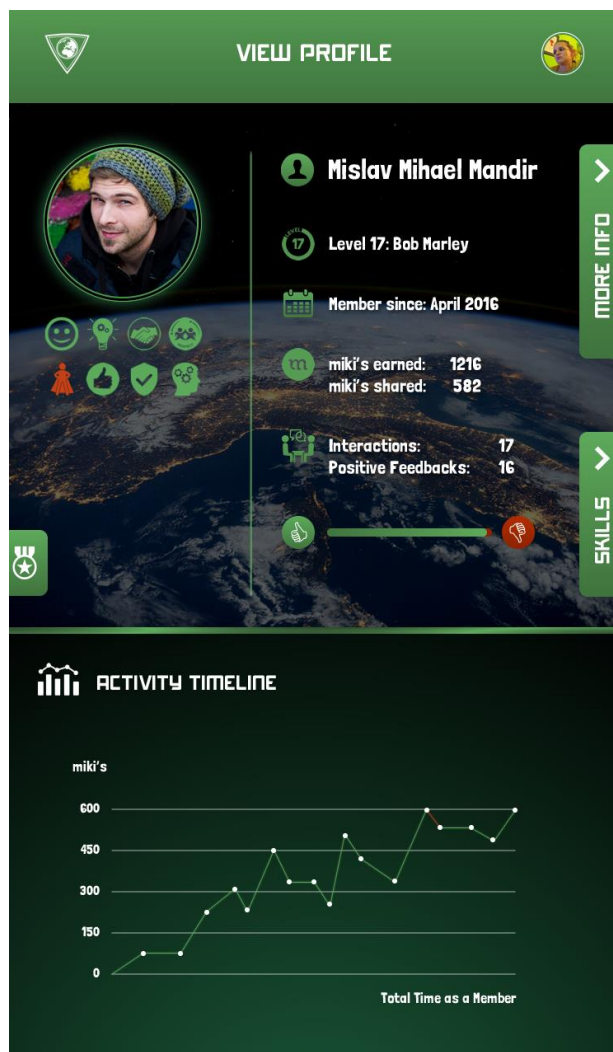 VIEW PROFILE
Mislav Mihael Mandir
LEVEL
17
Level 17: Bob Marley
Member since: April 2016
m
miki's earned: 1216
miki's shared: 582
Interactions: 17
Positive Feedbacks: 16
MORE INFO
SKILLS
ACTIVITY TIMELINE
miki's
600
450
300
150
0
Total Time as a Member